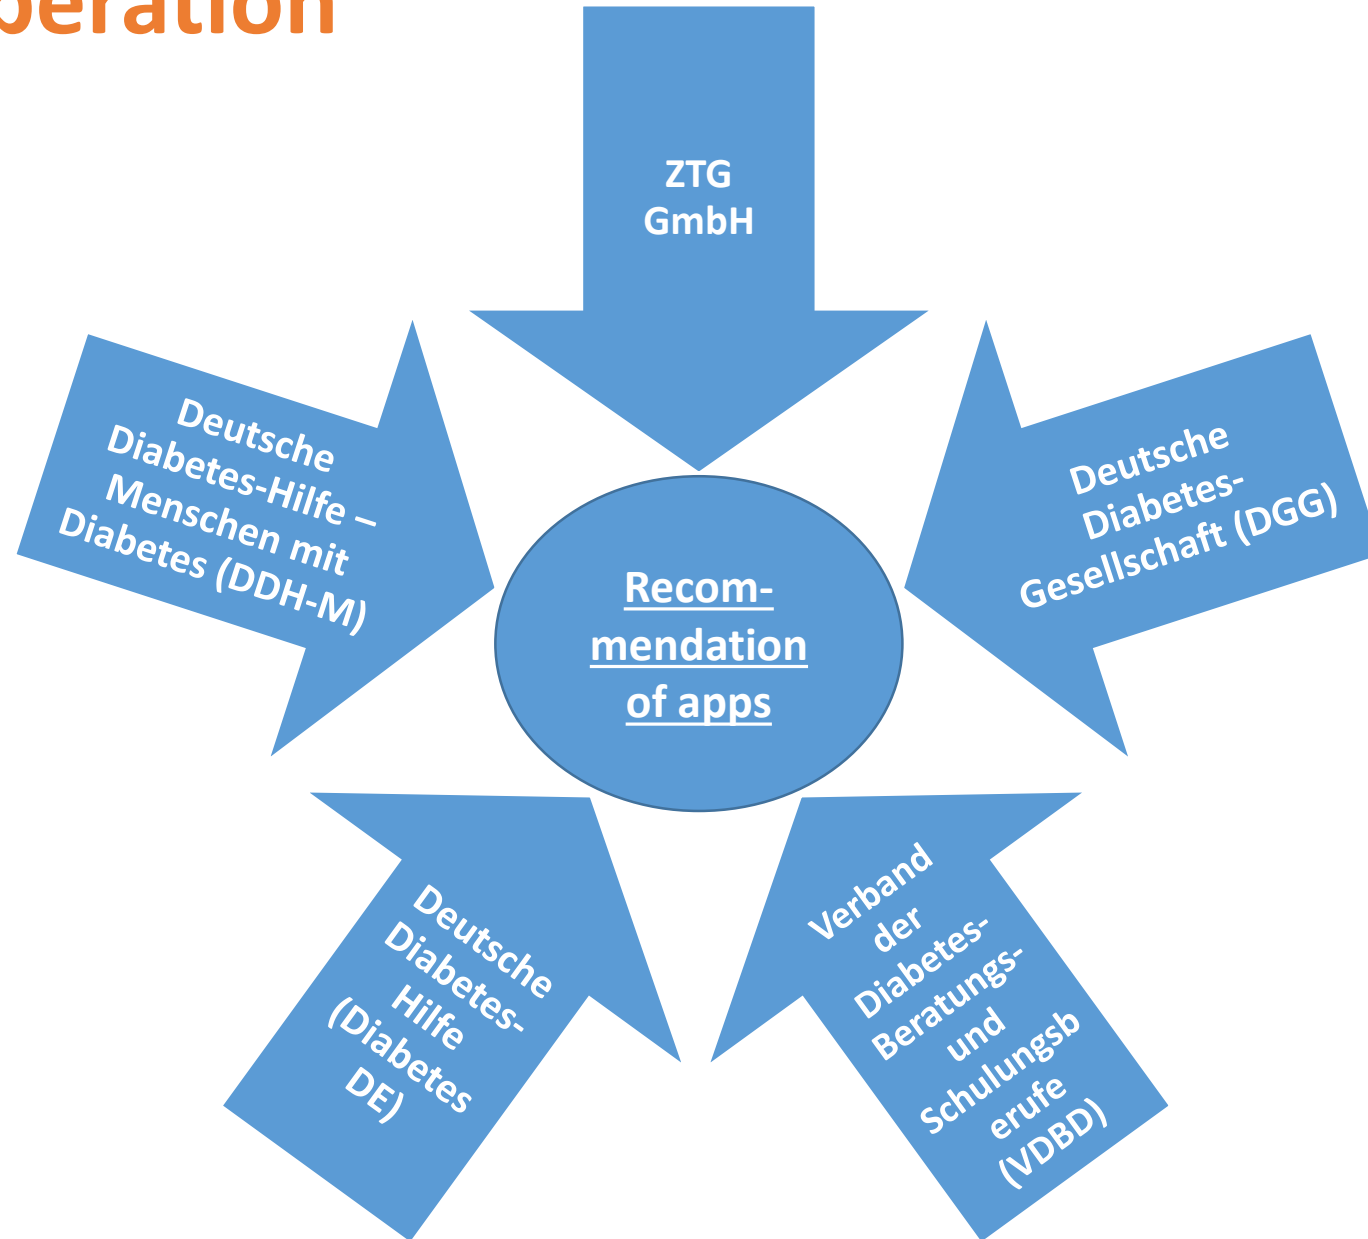 peration
ZTG
GmbH
Deutsche
Diabetes-Hilfe –
Menschen mit
Diabetes (DDH-M)
Deutsche
Diabetes-
Gesellschaft (DGG)
Recom-
mendation
of apps
Deutsche
Diabetes-
Hilfe
(Diabetes
DE)
Verband
der
Diabetes-
Beratungs-
und
Schulungsb
erufe
(VDBD)